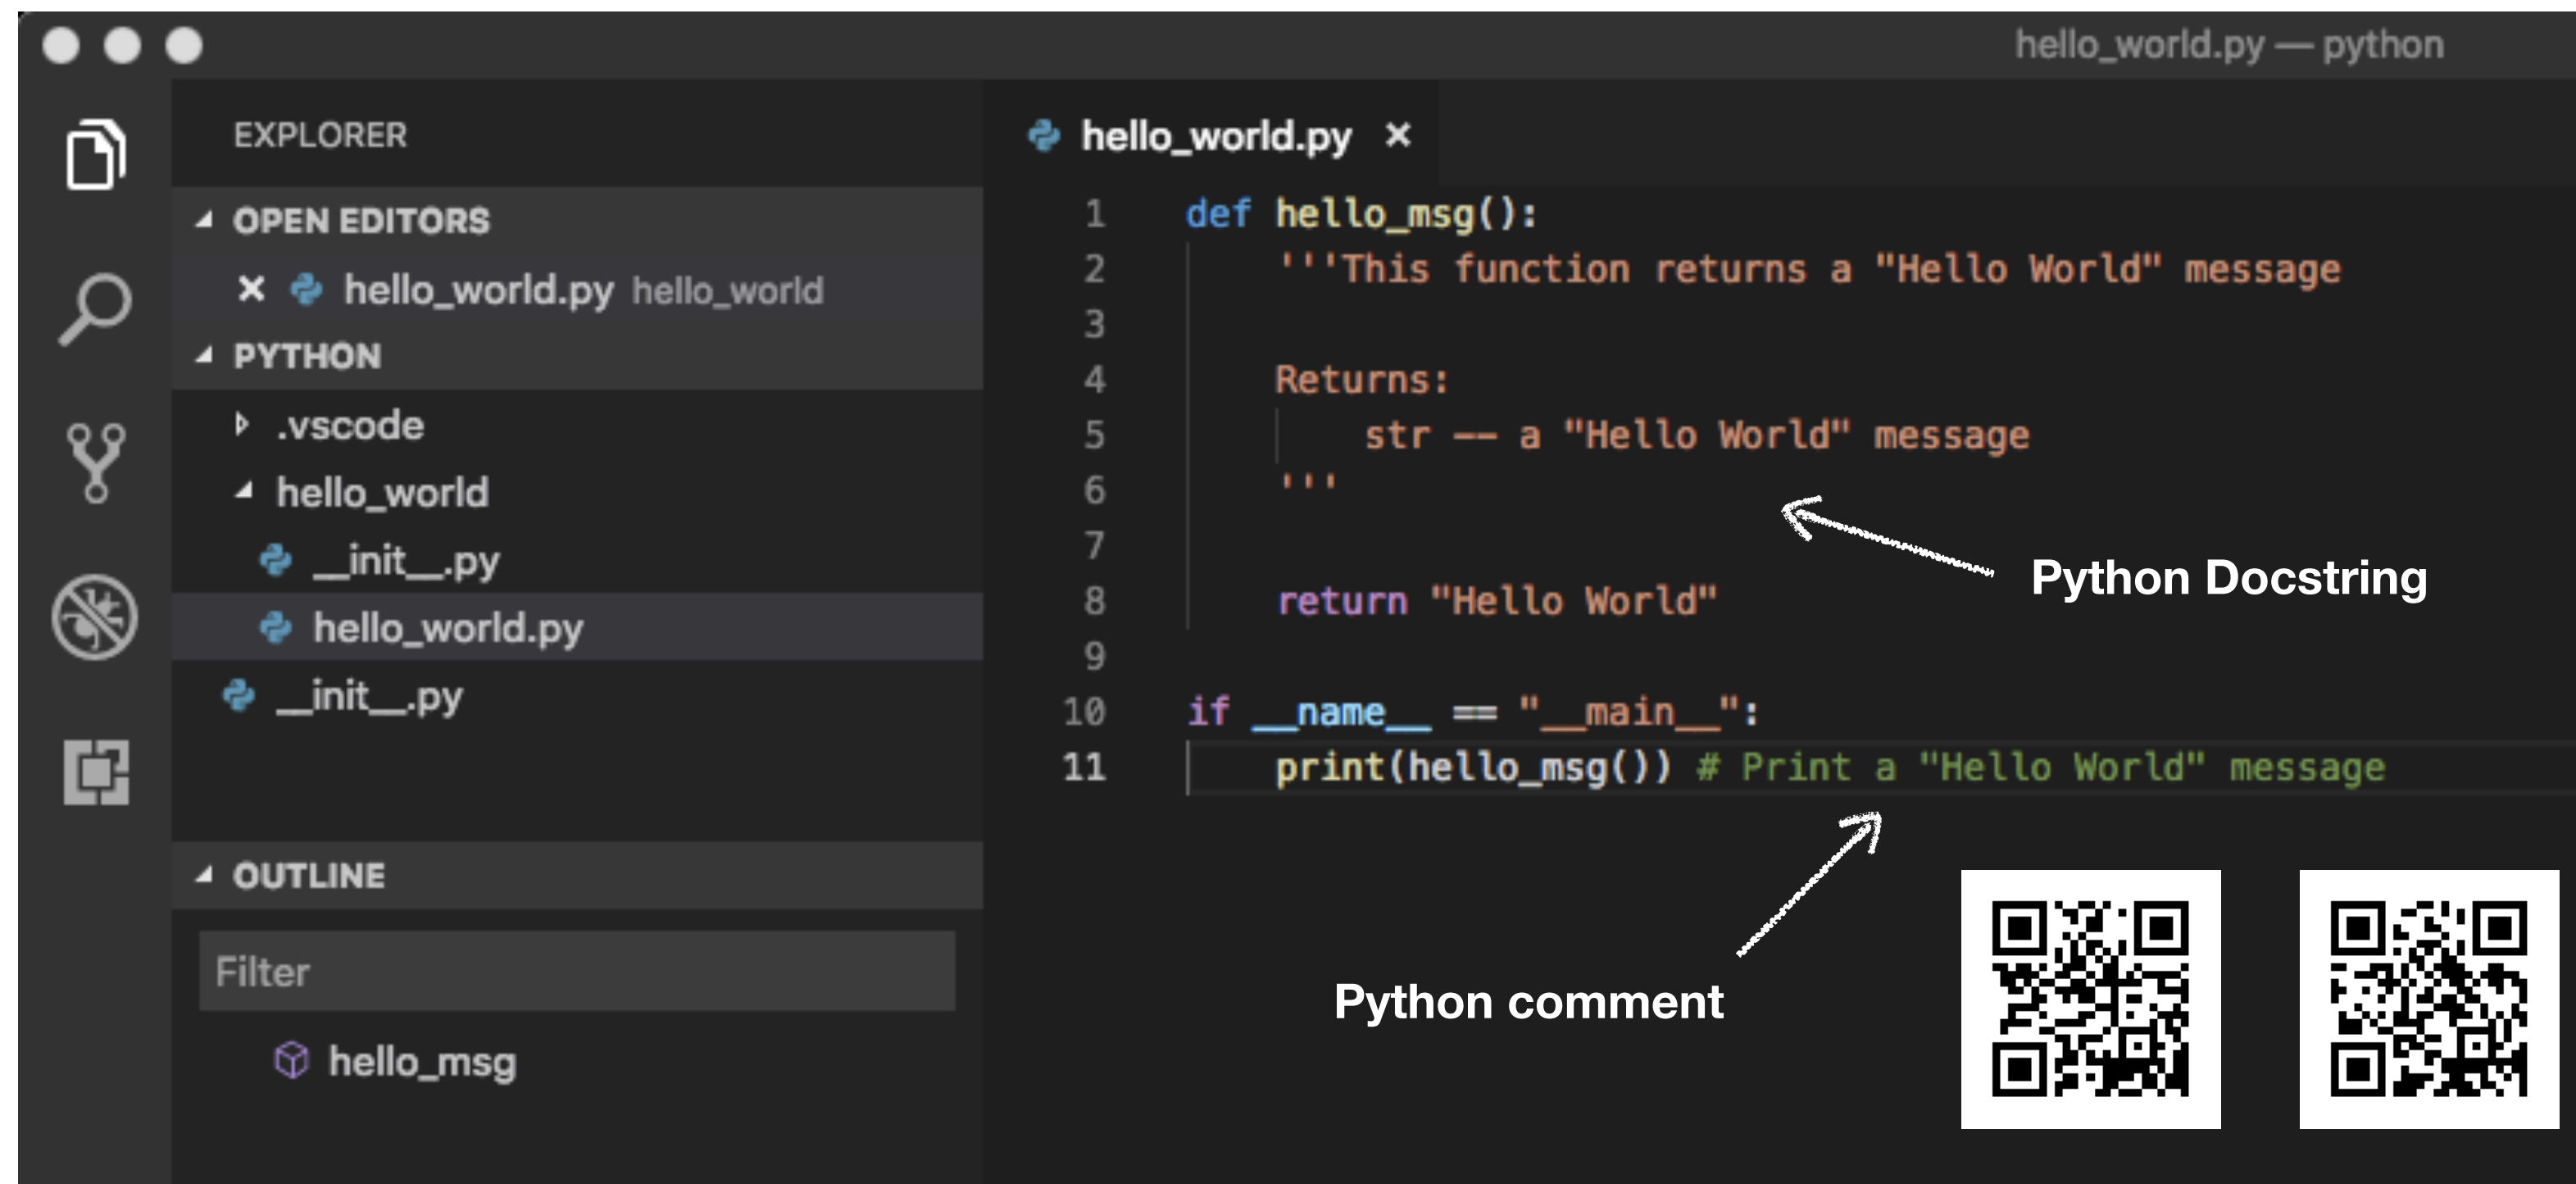 hello_world.py — python
EXPLORER
OPEN EDITORS
hello_world.py hello_world
PYTHON
.vscode
hello_world
__init__.py
hello_world.py
__init__.py
OUTLINE
Filter
hello_msg
hello_world.py
1 def hello_msg():
2 '''This function returns a "Hello World" message
3
4 Returns:
5 str -- a "Hello World" message
6 '''
7
8 return "Hello World"
9
10 if __name__ == "__main__":
11 print(hello_msg()) # Print a "Hello World" message
Python Docstring
Python comment